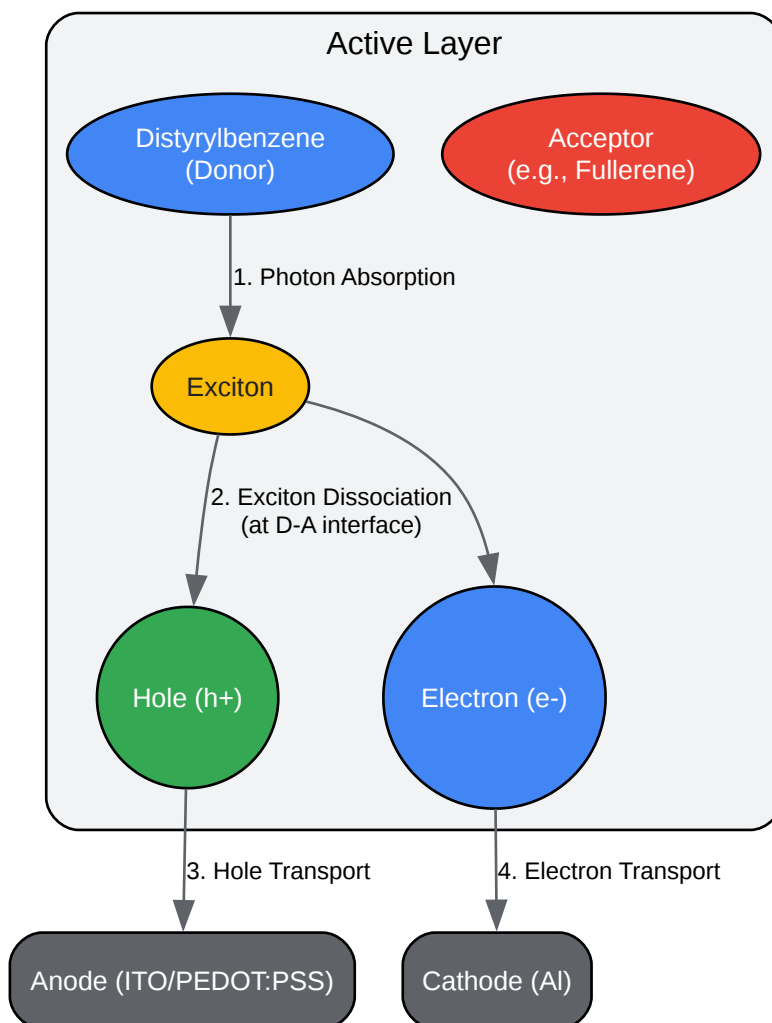 Active Layer
Distyrylbenzene
(Donor)
Acceptor
(e.g., Fullerene)
1. Photon Absorption
Exciton
2. Exciton Dissociation
(at D-A interface)
Hole (h+)
Electron (e-)
3. Hole Transport
4. Electron Transport
Anode (ITO/PEDOT:PSS)
Cathode (Al)